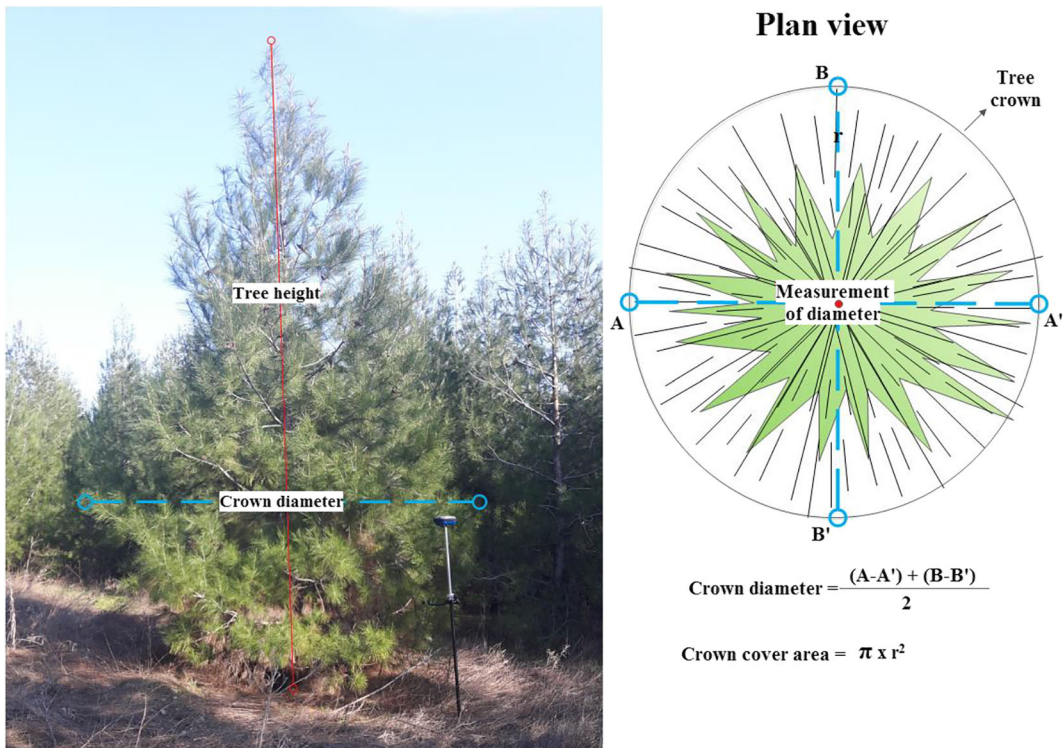 Plan view
Tree height
Crown diameter
B
Tree
crown
r
Measurement
of diameter
A
A'
B'
Crown diameter = (A-A') + (B-B')
2
Crown cover area = π x r²